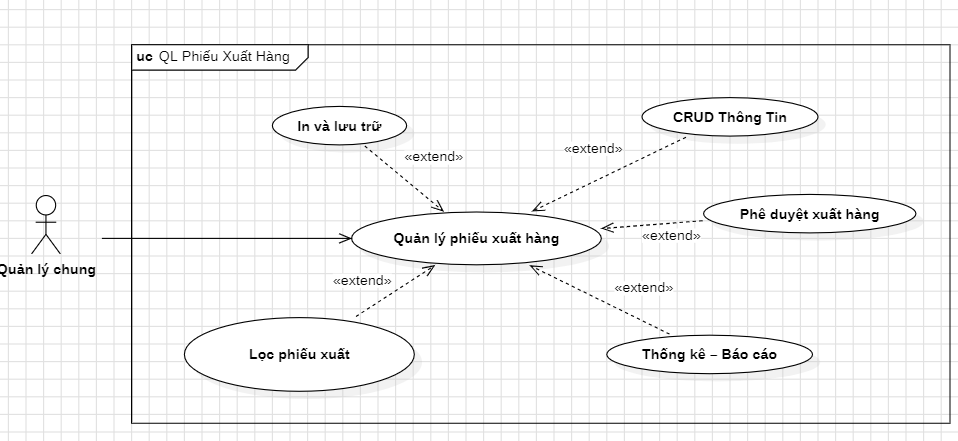 uc QL Phiếu Xuất Hàng
In và lưu trữ
CRUD Thông Tin
«extend»
«extend»
Phê duyệt xuất hàng
Quản lý phiếu xuất hàng
«extend»
Quản lý chung
«extend»
«extend»
Lọc phiếu xuất
Thống kê – Báo cáo